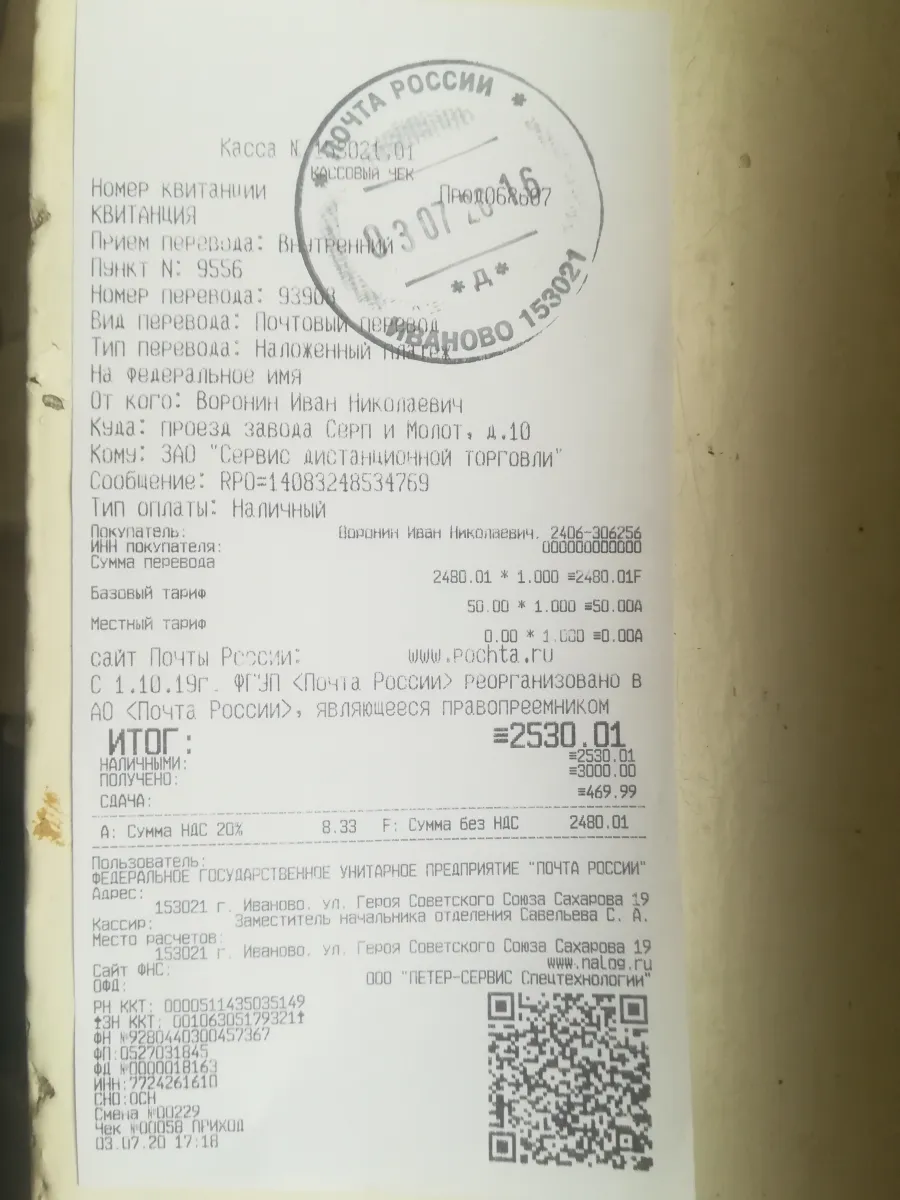 ПОЧТА РОССИИ
03 07 20 16
* Д *
ИВАНОВО 153021
Касса N 153021.01
КАССОВЫЙ ЧЕК
Номер квитанции
КВИТАНЦИЯ
Прием перевода: Внутренний
Пункт N: 9556
Номер перевода: 93908
Вид перевода: Почтовый перевод
Тип перевода: Наложенный платеж
На федеральное имя
От кого: Воронин Иван Николаевич
Куда: проезд завода Серп и Молот, д.10
Кому: ЗАО "Сервис дистанционной торговли"
Сообщение: RPO=14083248534769
Тип оплаты: Наличный
Покупатель: Воронин Иван Николаевич. 2406-306256
ИНН покупателя: 000000000000
Сумма перевода
2480.01 * 1.000 ≡2480.01F
Базовый тариф
50.00 * 1.000 ≡50.00A
Местный тариф
0.00 * 1.000 ≡0.00A
сайт Почты России: www.pochta.ru
С 1.10.19г. ФГУП <Почта России> реорганизовано в
АО <Почта России>, являющееся правопреемником
ИТОГ: ≡2530.01
НАЛИЧНЫМИ: ≡2530.01
ПОЛУЧЕНО: ≡3000.00
СДАЧА: ≡469.99
A: Сумма НДС 20% 8.33 F: Сумма без НДС 2480.01
Пользователь:
ФЕДЕРАЛЬНОЕ ГОСУДАРСТВЕННОЕ УНИТАРНОЕ ПРЕДПРИЯТИЕ "ПОЧТА РОССИИ"
Адрес:
153021 г. Иваново, ул. Героя Советского Союза Сахарова 19
Кассир: Заместитель начальника отделения Савельева С. А.
Место расчетов:
153021 г. Иваново, ул. Героя Советского Союза Сахарова 19
Сайт ФНС: www.nalog.ru
ОФД: ООО "ПЕТЕР-СЕРВИС Спецтехнологии"
РН ККТ: 0000511435035149
↑ЗН ККТ: 00106305179321↑
ФН №9280440300457367
ФП:0527031845
ФД №0000018163
ИНН:7724261610
СНО:ОСН
Смена №00229
Чек №00058 ПРИХОД
03.07.20 17:18